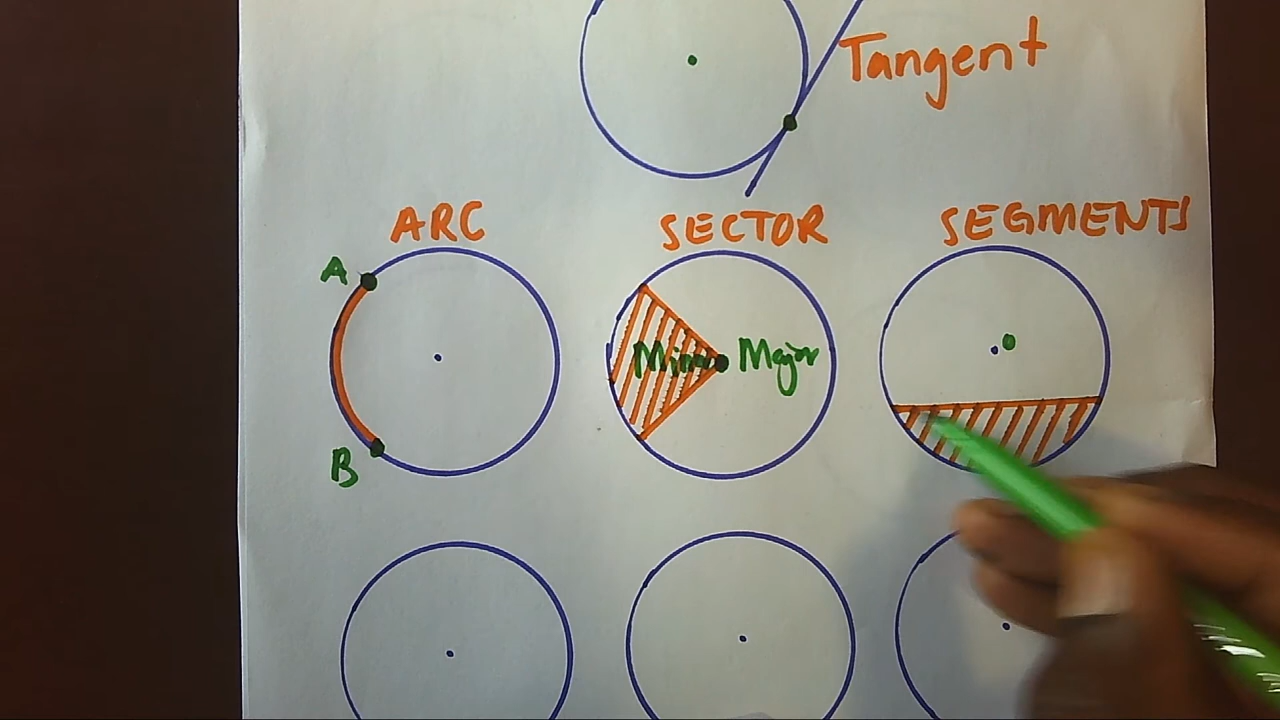 Tangent
ARC
SECTOR
SEGMENTS
A
B
Minor
Major
O